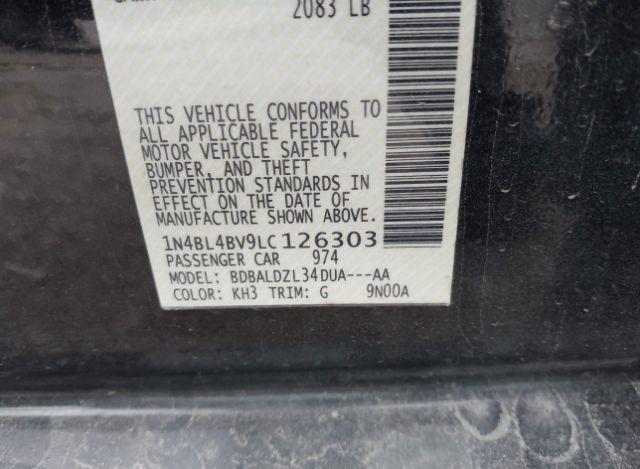 2083 LB
THIS VEHICLE CONFORMS TO
ALL APPLICABLE FEDERAL
MOTOR VEHICLE SAFETY,
BUMPER, AND THEFT
PREVENTION STANDARDS IN
EFFECT ON THE DATE OF
MANUFACTURE SHOWN ABOVE.
1N4BL4BV9LC126303
PASSENGER CAR 974
MODEL: BDBALDZL34DUA---AA
COLOR: KH3 TRIM: G 9N00A